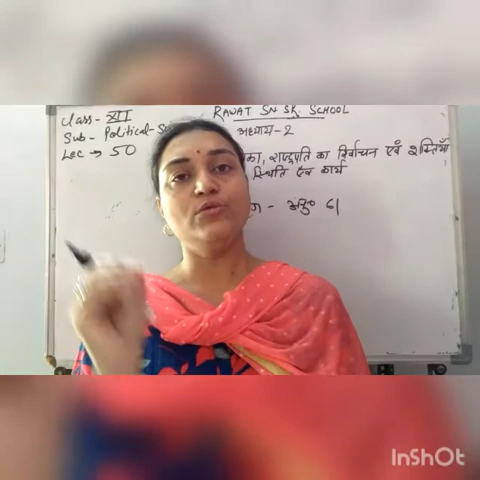 Class - XII
RAWAT SN SR. SCHOOL
Sub - Political-S
अध्याय - 2
Lec → 50
का, राष्ट्रपति का निर्वाचन एवं शक्तियाँ
स्थिति एवं कार्य
ग - अनु० 61
InShOt